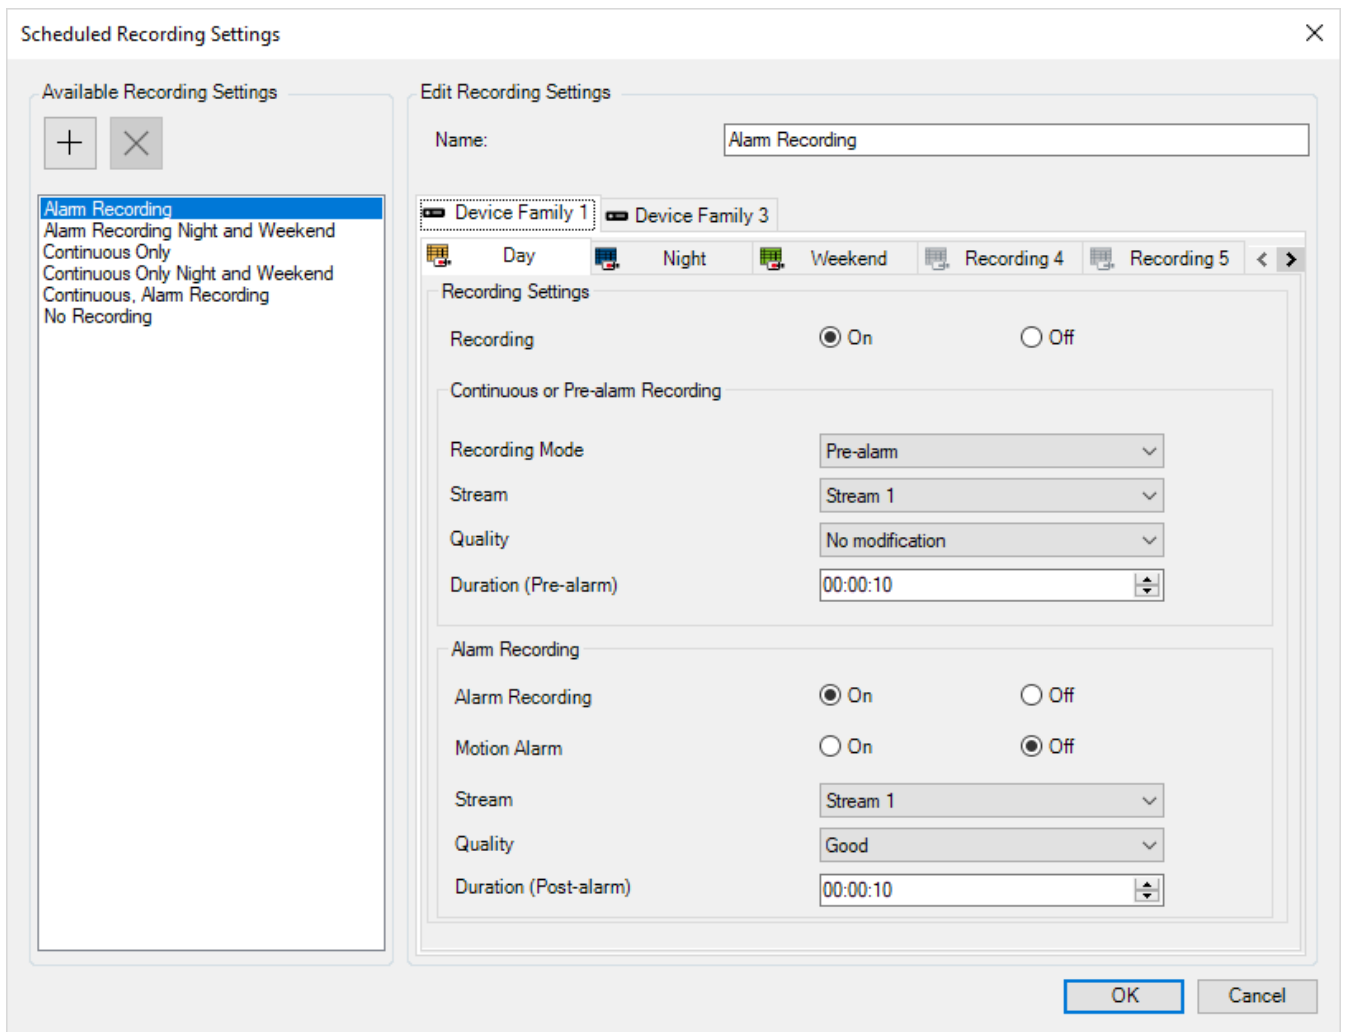 Scheduled Recording Settings
Available Recording Settings
Alarm Recording
Alarm Recording Night and Weekend
Continuous Only
Continuous Only Night and Weekend
Continuous, Alarm Recording
No Recording
Edit Recording Settings
Name: Alarm Recording
Device Family 1 Device Family 3
Day Night Weekend Recording 4 Recording 5
Recording Settings
Recording On Off
Continuous or Pre-alarm Recording
Recording Mode Pre-alarm
Stream Stream 1
Quality No modification
Duration (Pre-alarm) 00:00:10
Alarm Recording
Alarm Recording On Off
Motion Alarm On Off
Stream Stream 1
Quality Good
Duration (Post-alarm) 00:00:10
OK Cancel